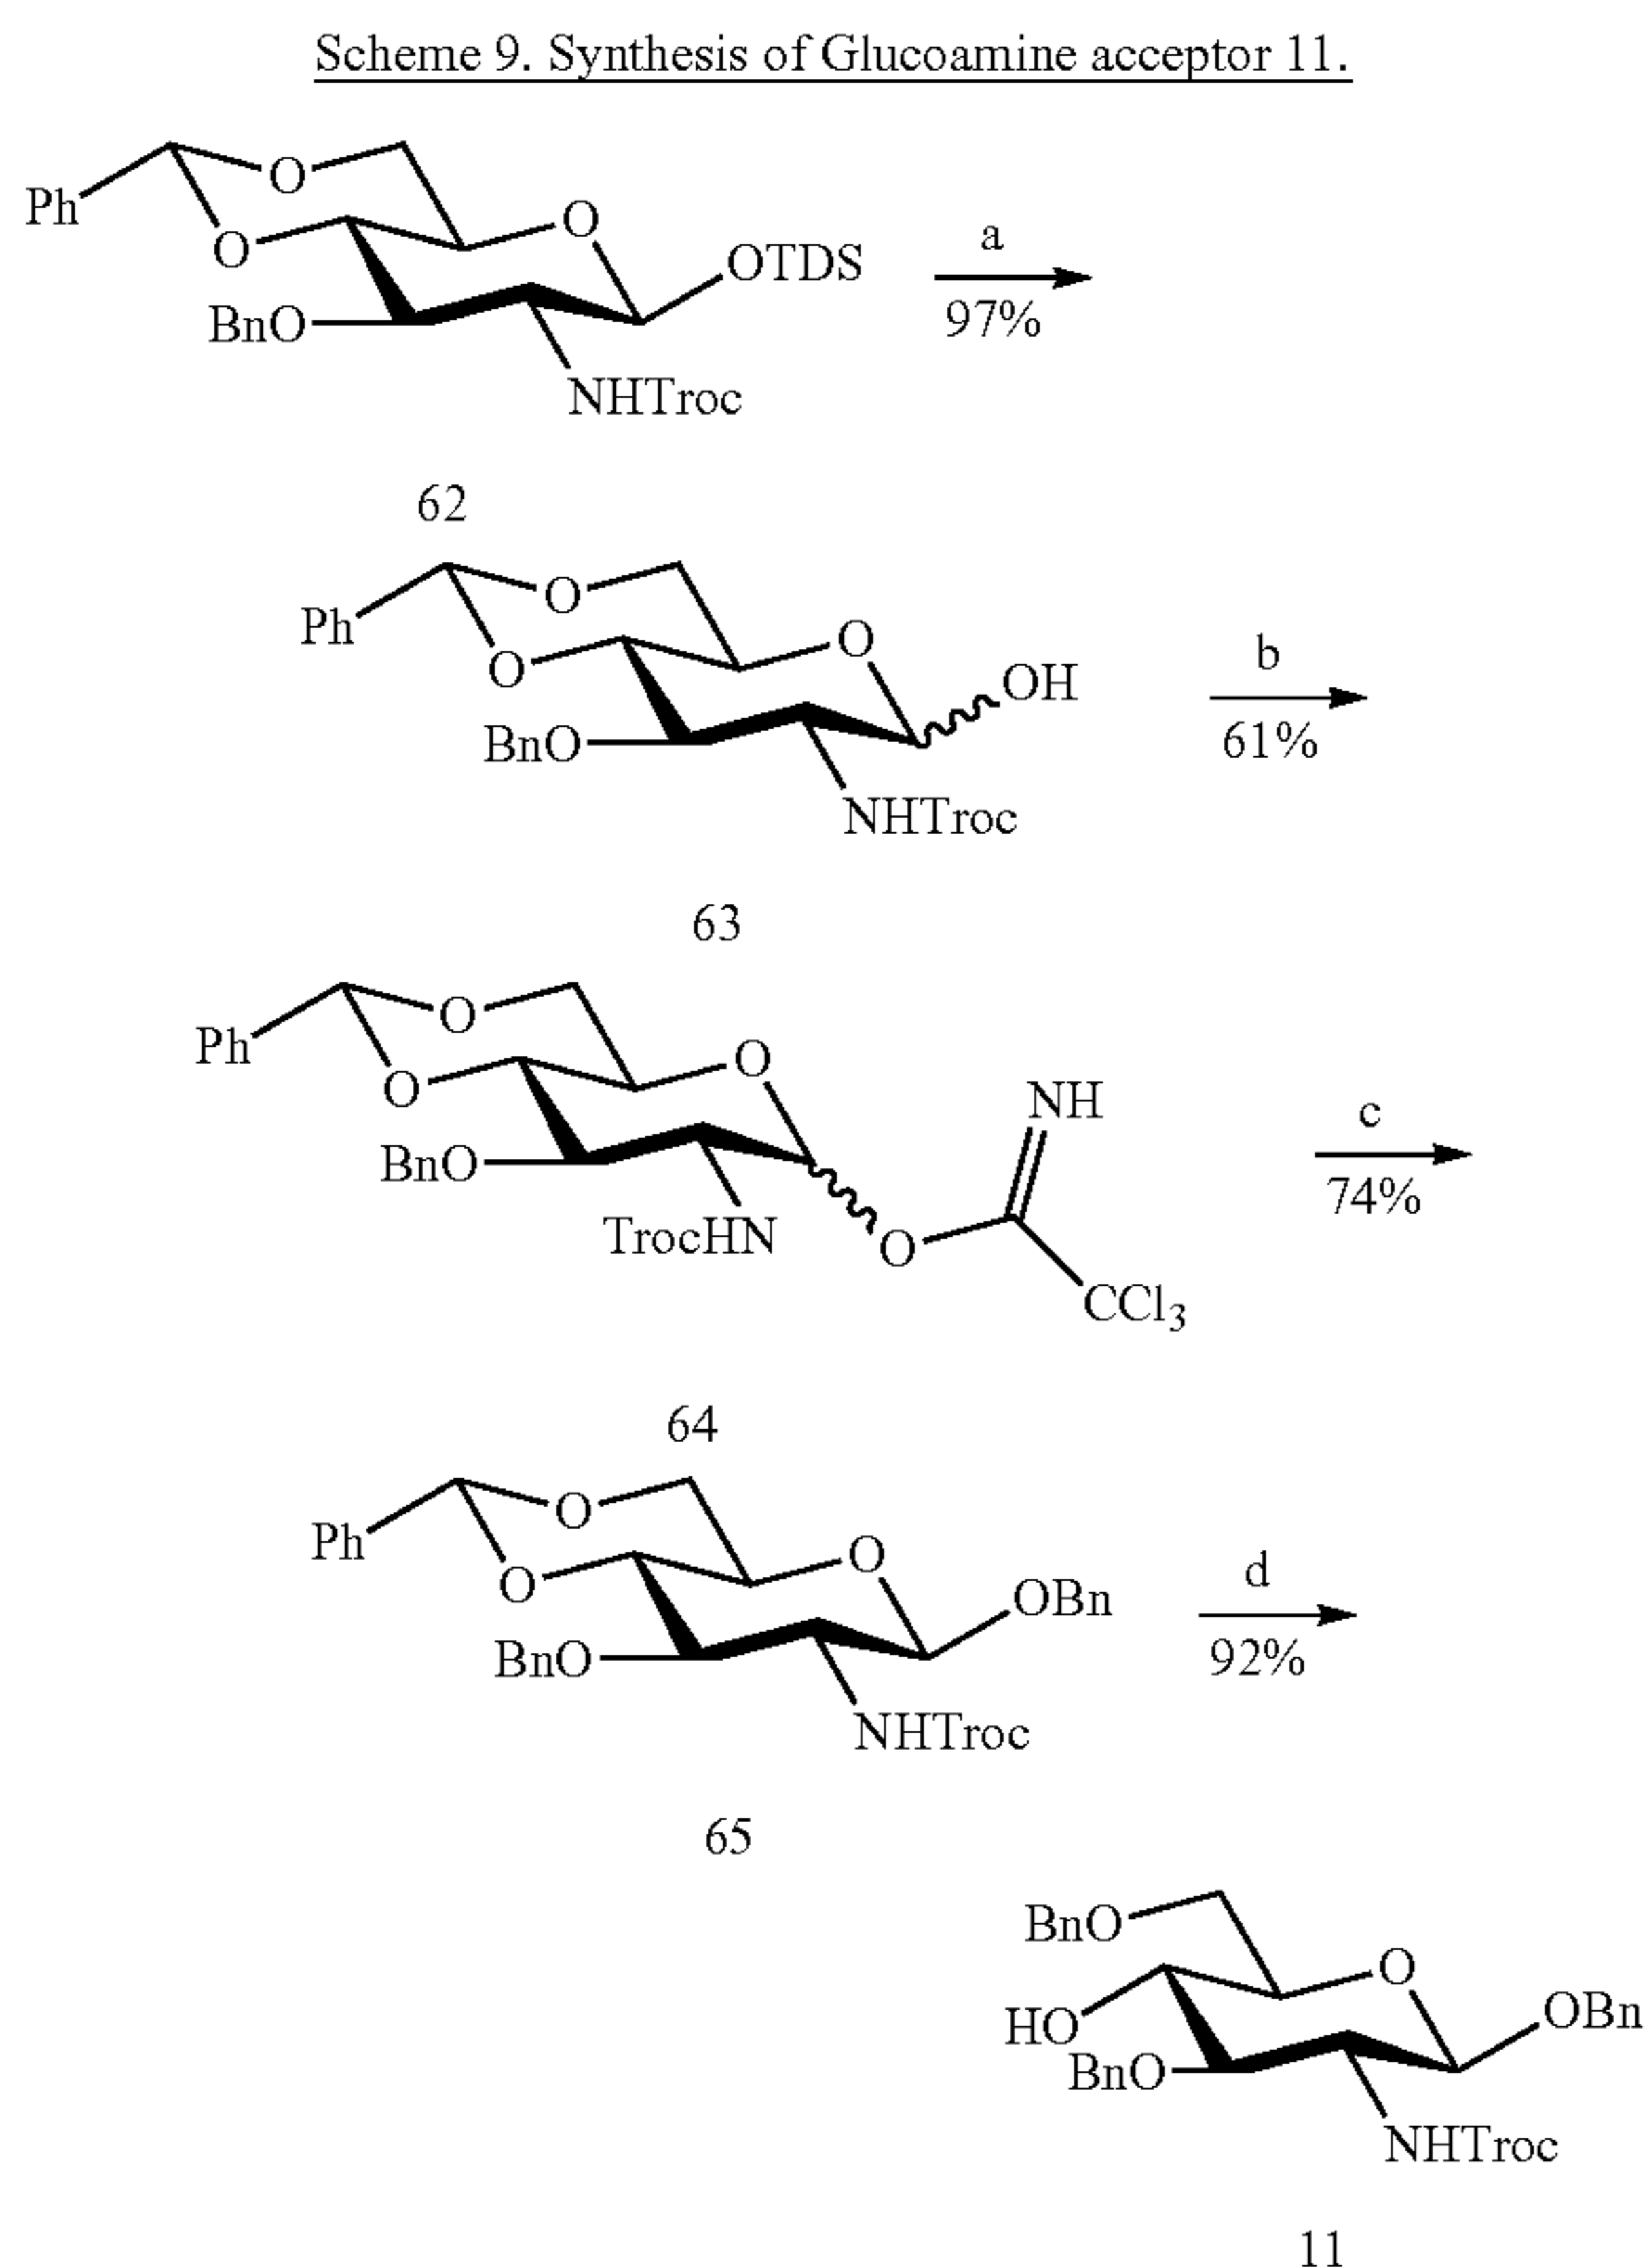 Scheme 9. Synthesis of Glucoamine acceptor 11.
O
Ph
O
O
OTDS
BnO
NHTroc
a
97%
62
O
Ph
O
O
OH
BnO
NHTroc
b
61%
63
O
Ph
O
O
NH
BnO
TrocHN
O
CCl3
c
74%
64
O
Ph
O
O
OBn
BnO
NHTroc
d
92%
65
BnO
O
HO
OBn
BnO
NHTroc
11